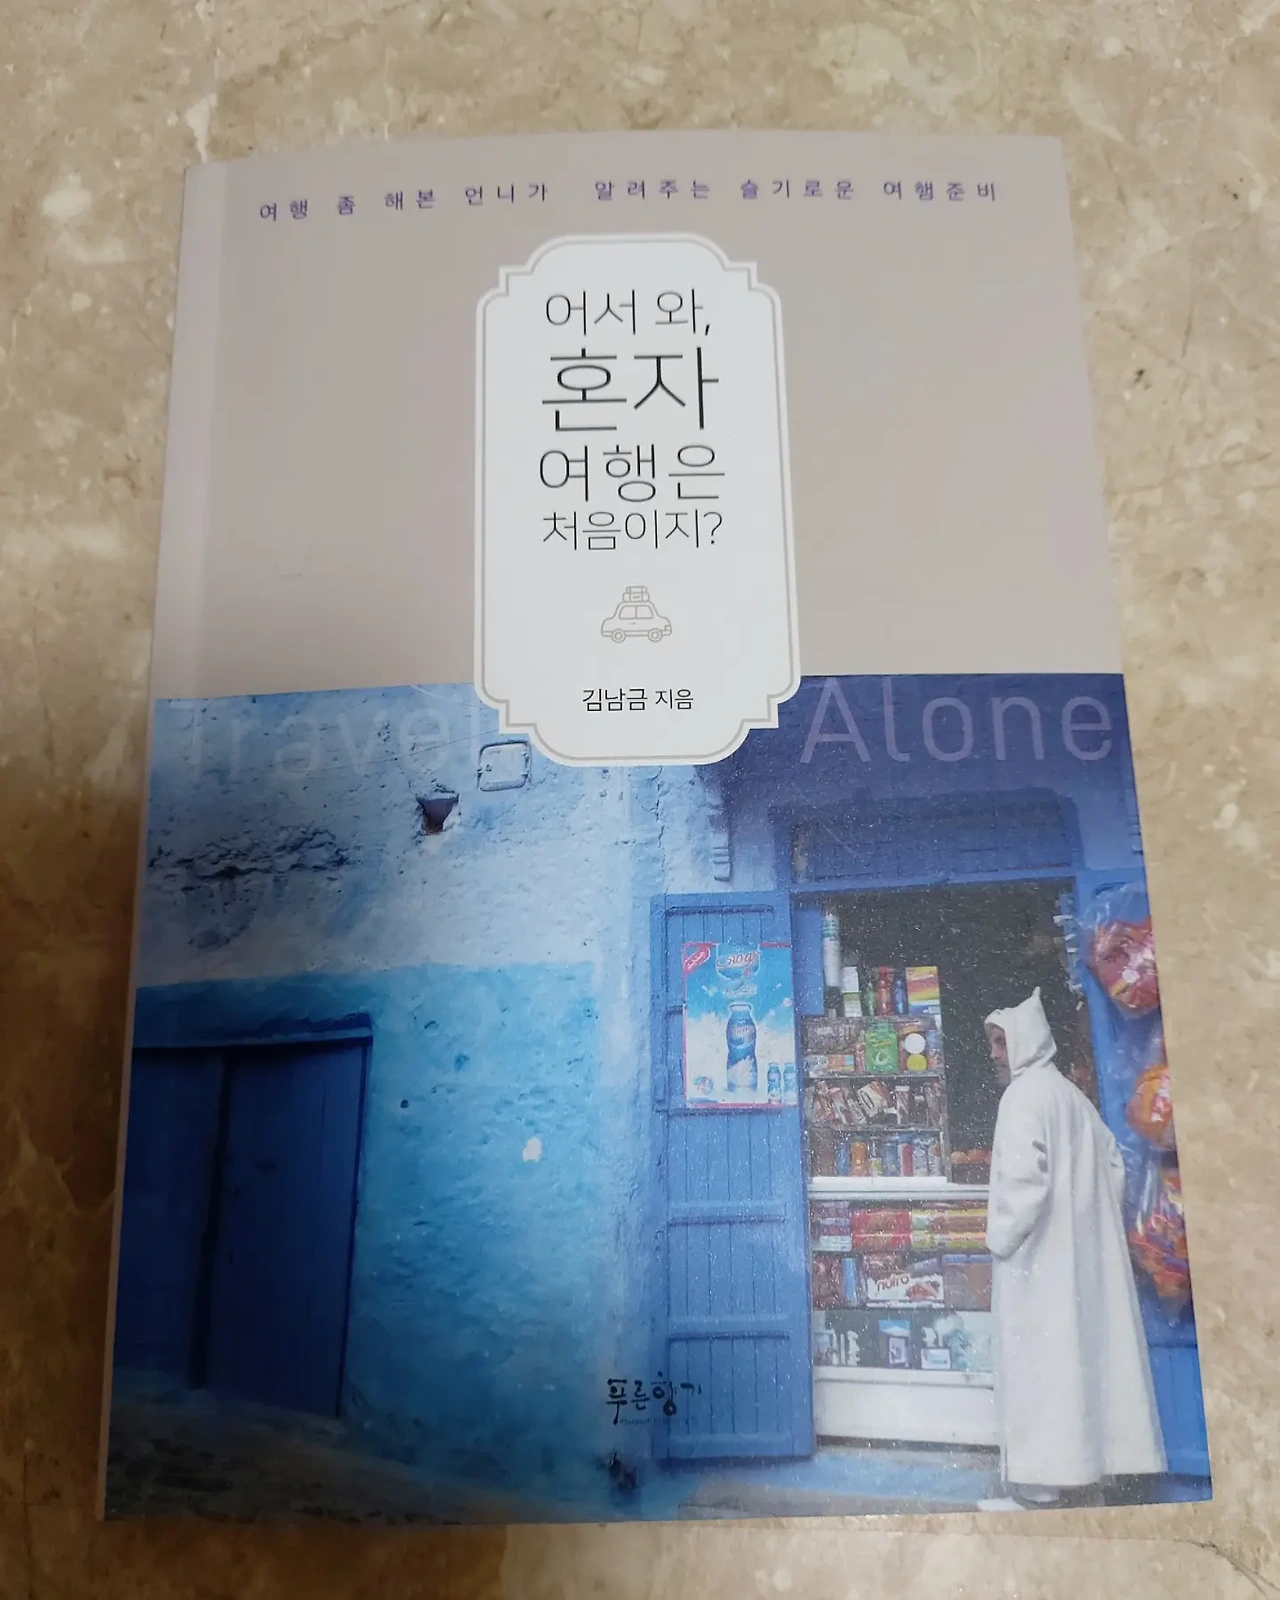 여행 좀 해본 언니가 알려주는 슬기로운 여행준비
어서 와,
혼자
여행은
처음이지?
김남금 지음
Travel Alone
푸른향기